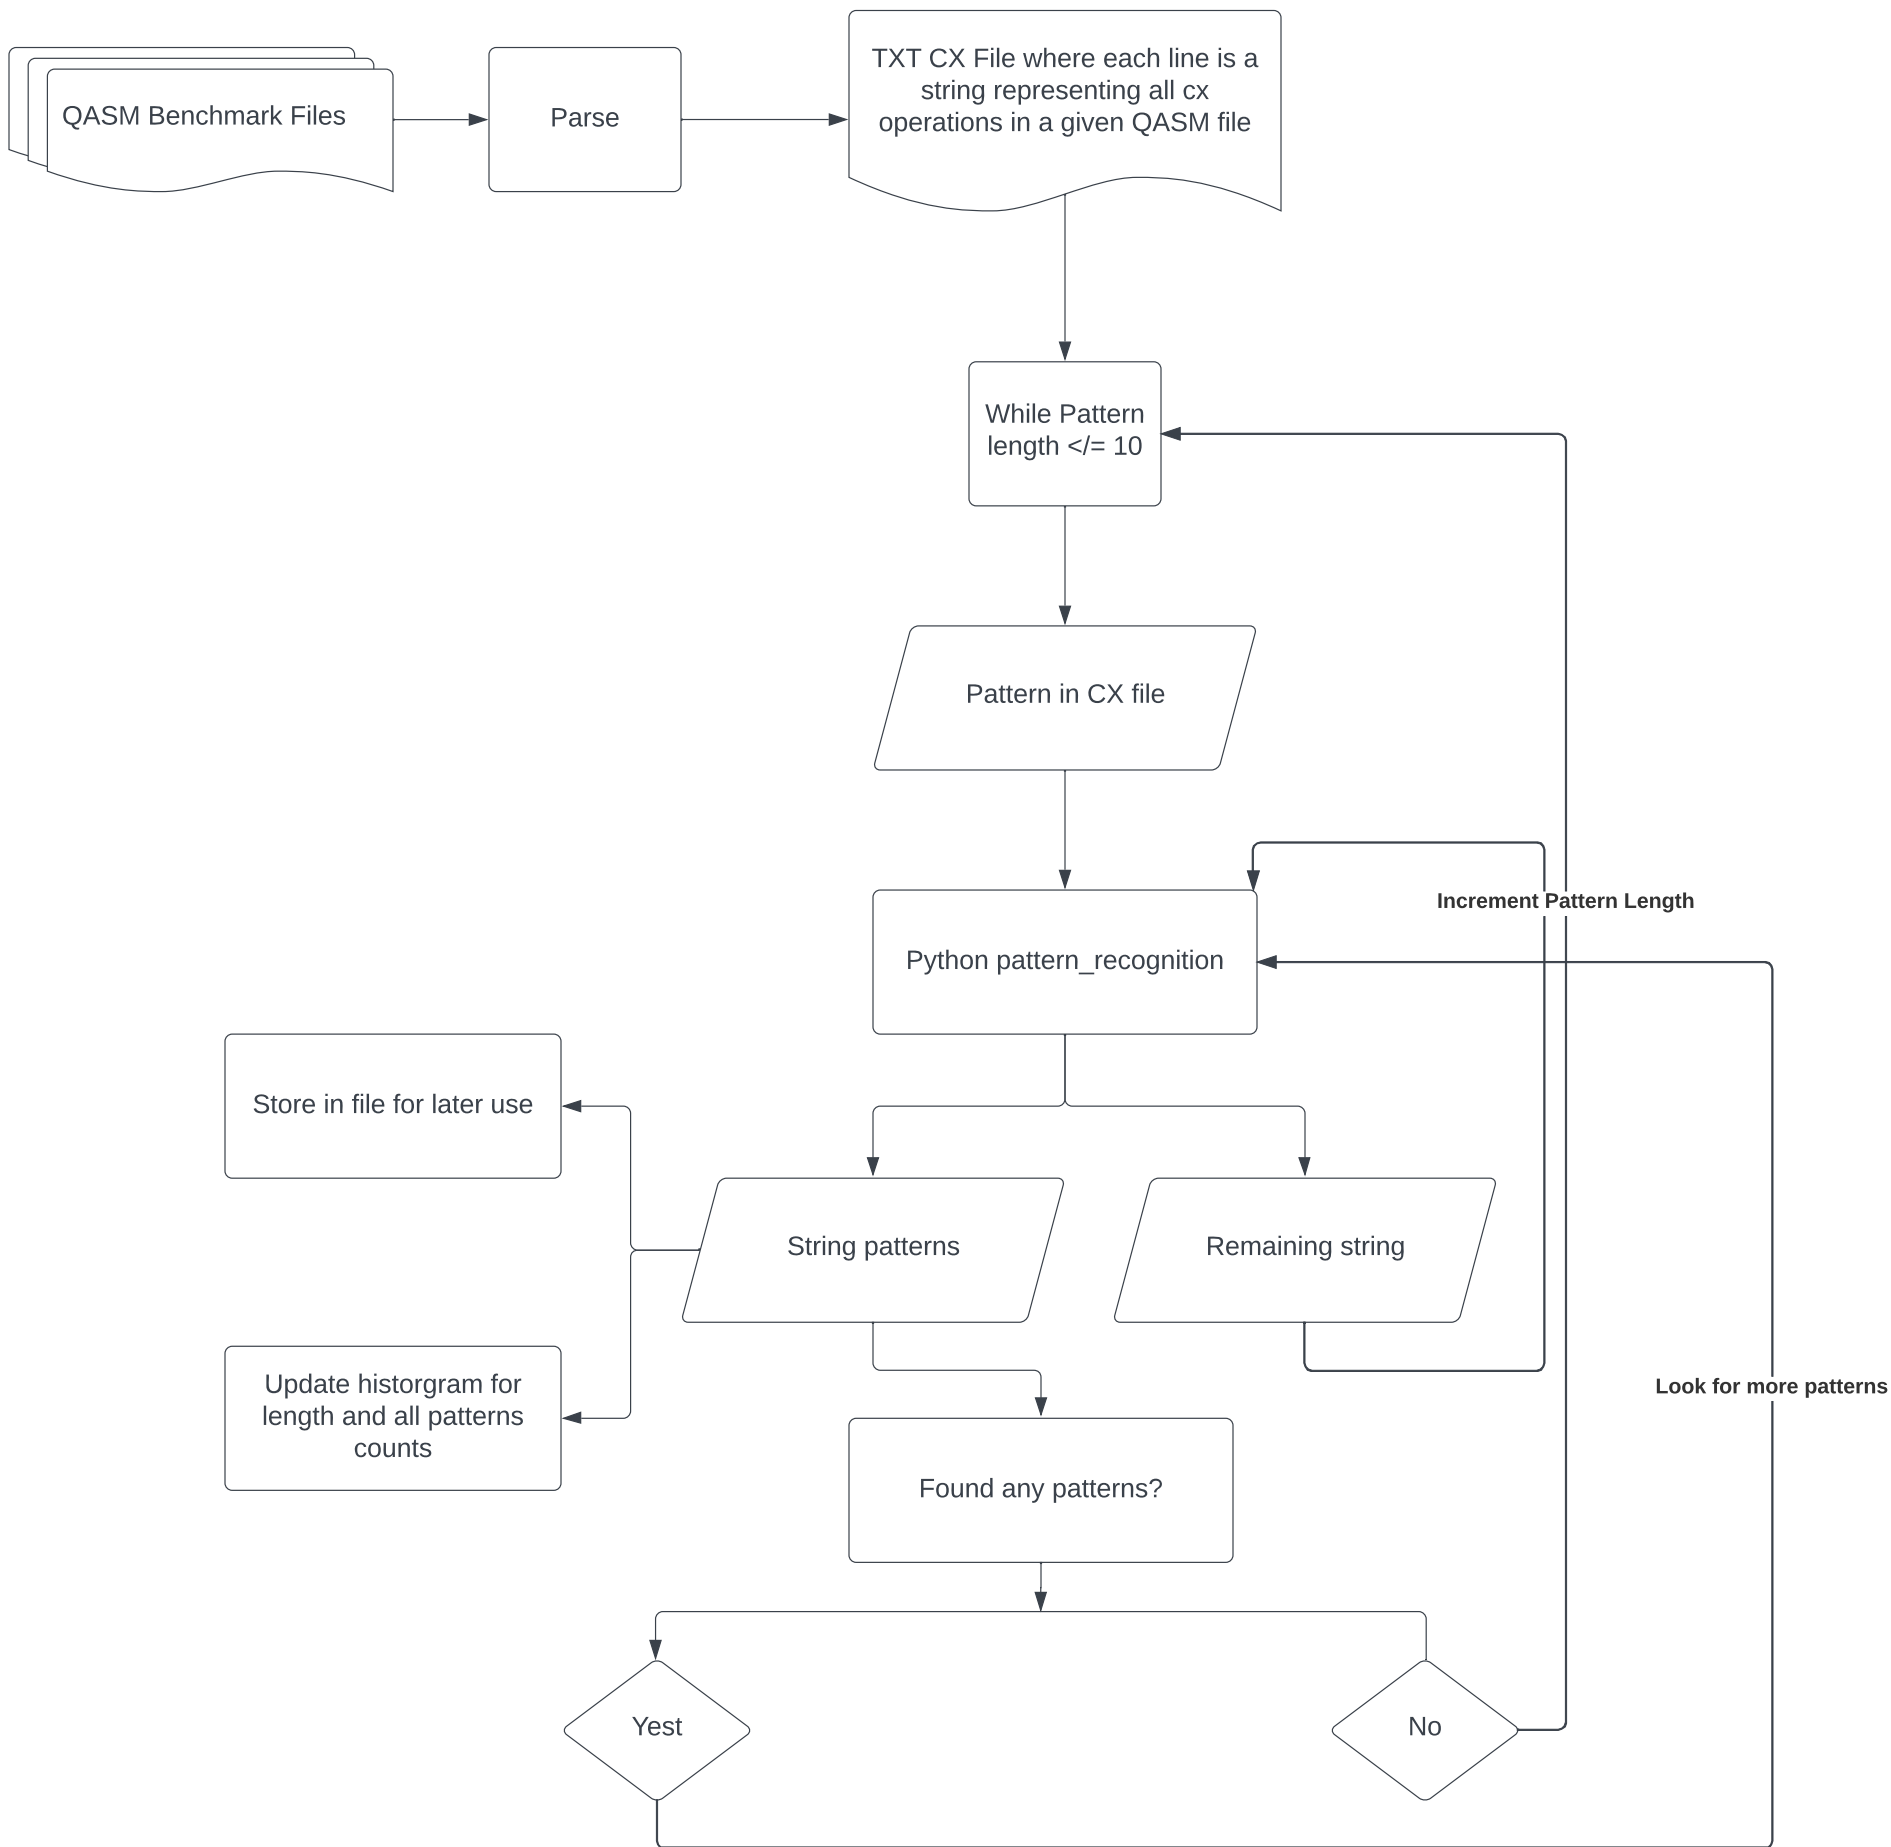 QASM Benchmark Files
Parse
TXT CX File where each line is a
string representing all cx
operations in a given QASM file
While Pattern
length </= 10
Pattern in CX file
Increment Pattern Length
Python pattern_recognition
Store in file for later use
String patterns
Remaining string
Update historgram for
length and all patterns
counts
Look for more patterns
Found any patterns?
Yest
No